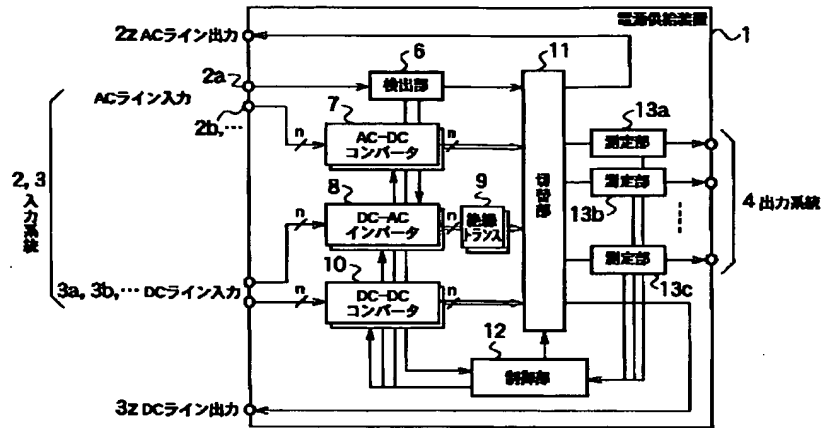 電源供給装置
1
2z ACライン出力
2a
ACライン入力
2b,…
2, 3
入力系統
3a, 3b,… DCライン入力
3z DCライン出力
6
検出部
7
n
AC−DC
コンバータ
n
8
n
DC−AC
インバータ
n
9
絶縁
トランス
10
n
DC−DC
コンバータ
n
11
切替部
12
制御部
13a
測定部
測定部
13b
測定部
13c
4 出力系統